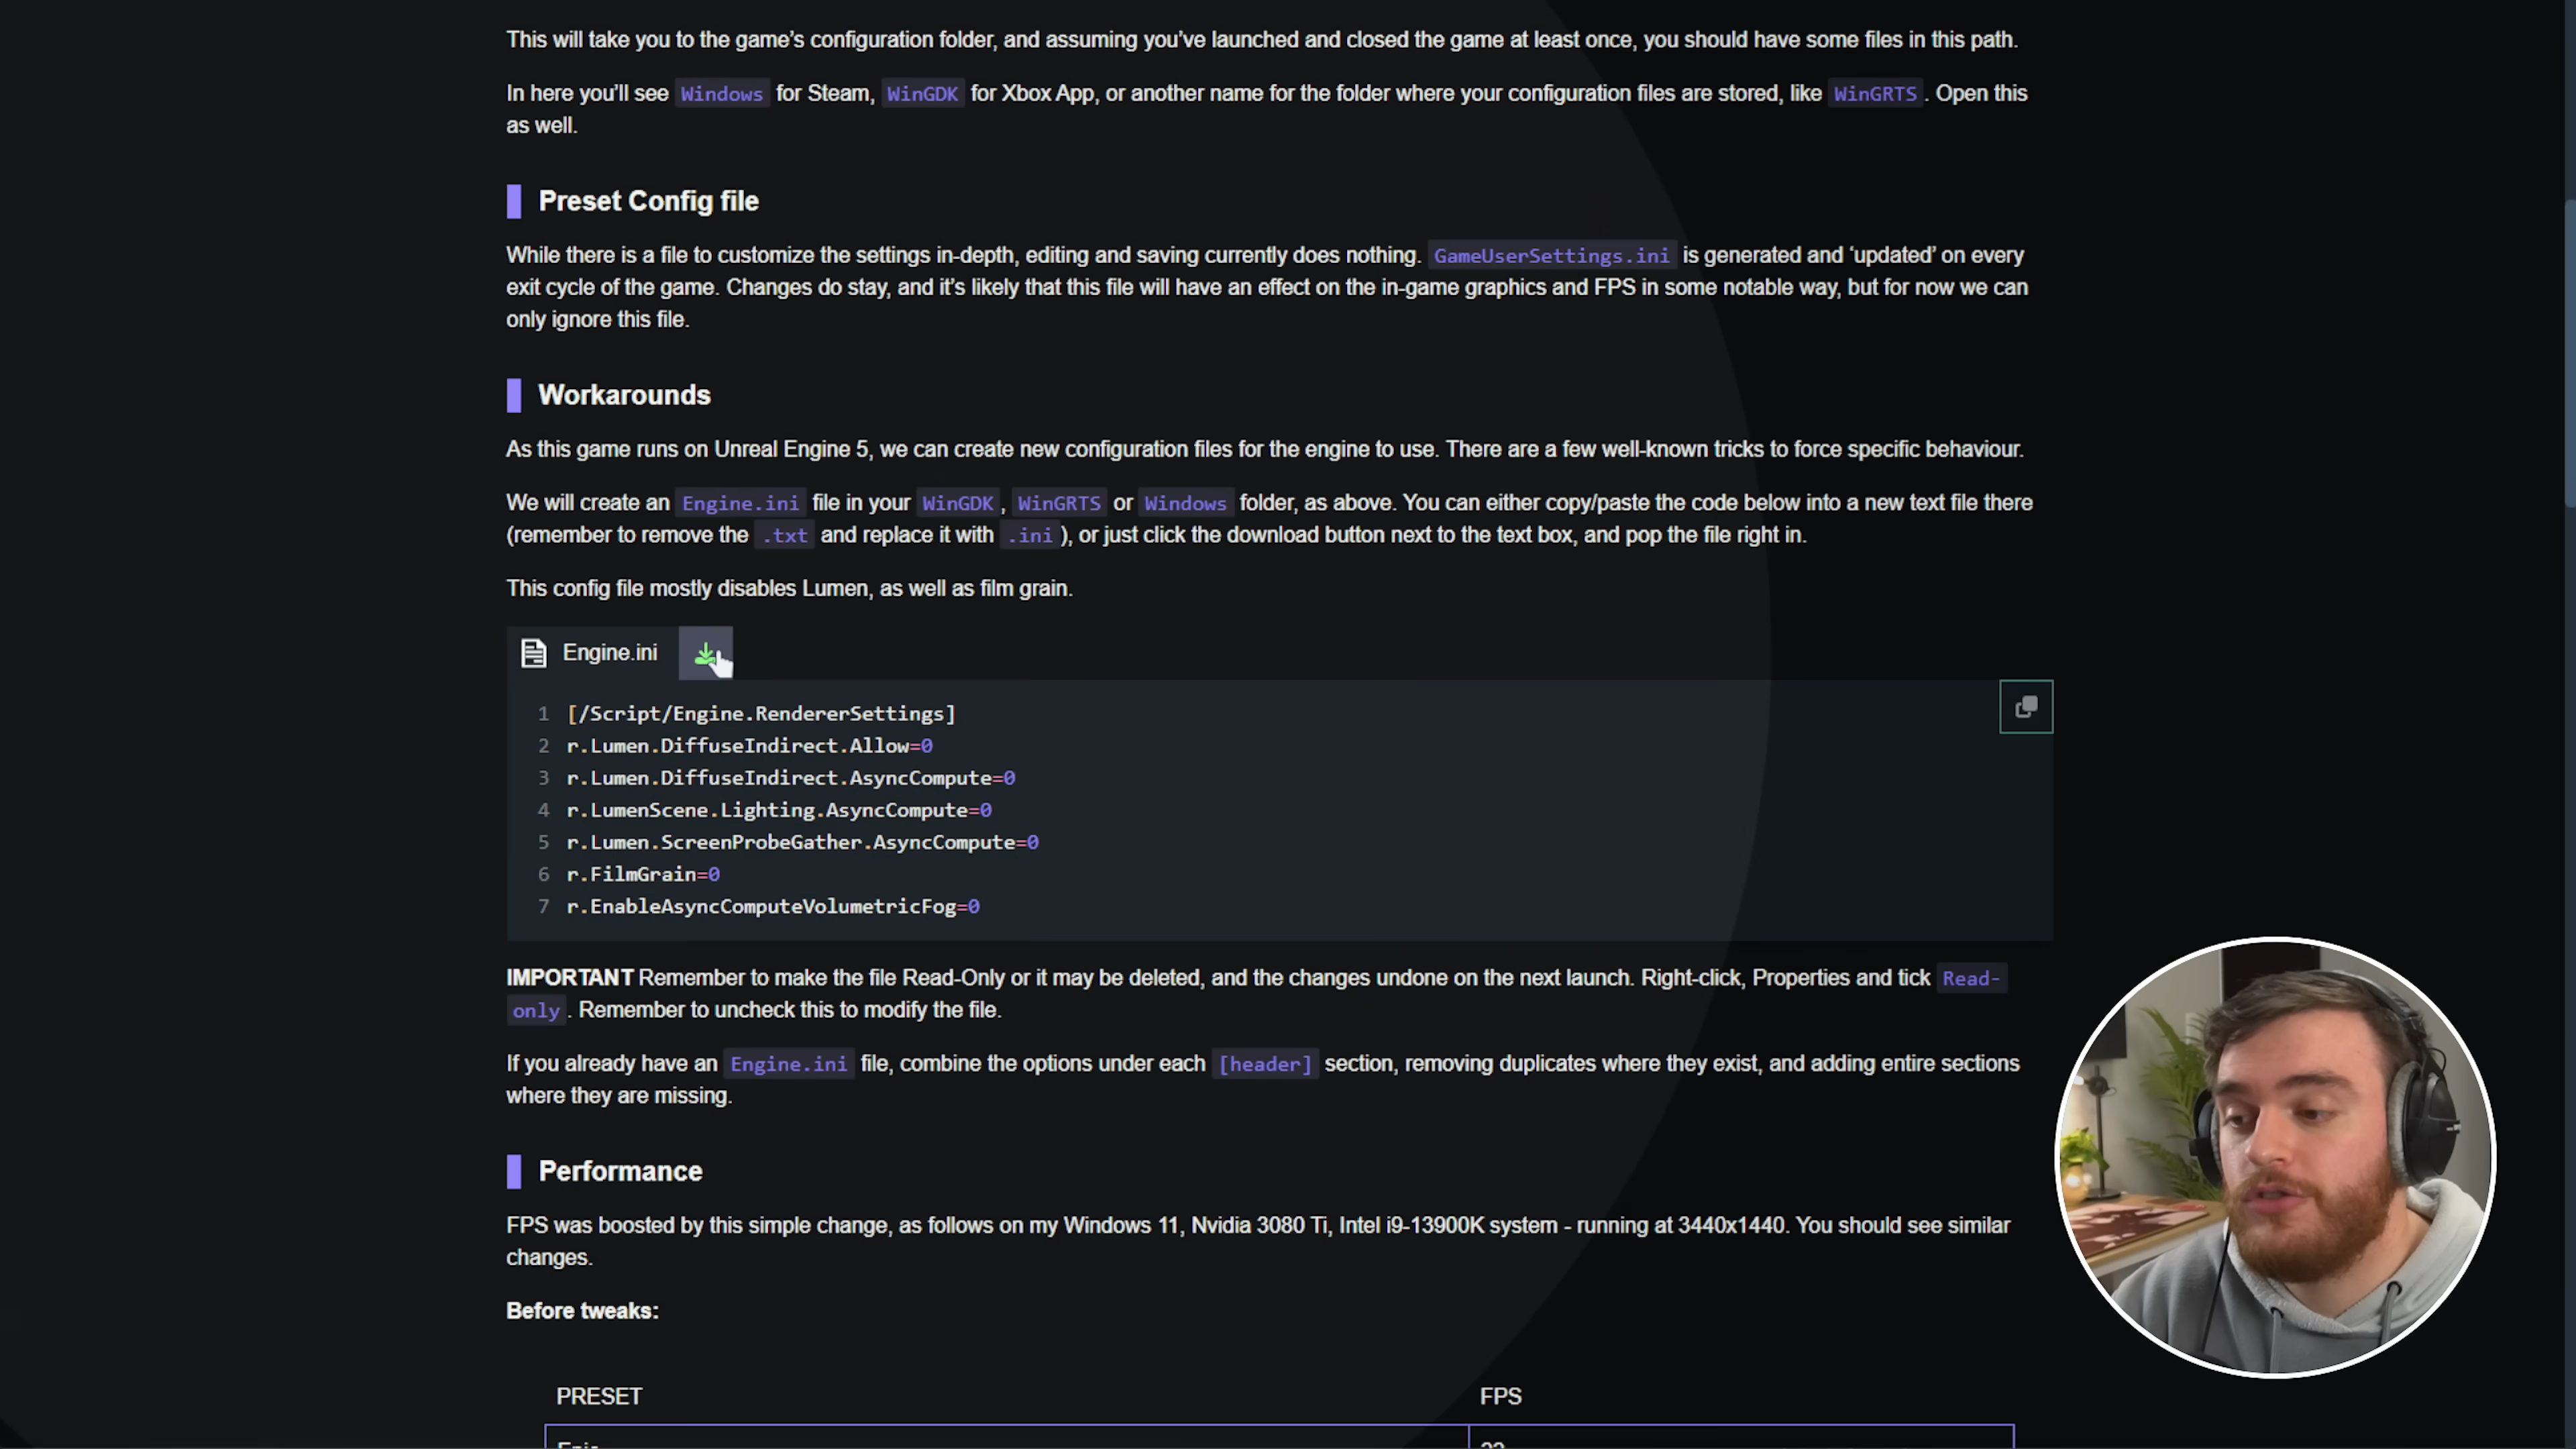 This will take you to the game's configuration folder, and assuming you've launched and closed the game at least once, you should have some files in this path.
In here you'll see Windows for Steam, WinGDK for Xbox App, or another name for the folder where your configuration files are stored, like WinGRTS. Open this
as well.
Preset Config file
While there is a file to customize the settings in-depth, editing and saving currently does nothing. GameUserSettings.ini is generated and ‘updated’ on every
exit cycle of the game. Changes do stay, and it's likely that this file will have an effect on the in-game graphics and FPS in some notable way, but for now we can
only ignore this file.
Workarounds
As this game runs on Unreal Engine 5, we can create new configuration files for the engine to use. There are a few well-known tricks to force specific behaviour.
We will create an Engine.ini file in your WinGDK, WinGRTS or Windows folder, as above. You can either copy/paste the code below into a new text file there
(remember to remove the .txt and replace it with .ini), or just click the download button next to the text box, and pop the file right in.
This config file mostly disables Lumen, as well as film grain.
Engine.ini
1 [/Script/Engine.RendererSettings]
2 r.Lumen.DiffuseIndirect.Allow=0
3 r.Lumen.DiffuseIndirect.AsyncCompute=0
4 r.LumenScene.Lighting.AsyncCompute=0
5 r.Lumen.ScreenProbeGather.AsyncCompute=0
6 r.FilmGrain=0
7 r.EnableAsyncComputeVolumetricFog=0
IMPORTANT Remember to make the file Read-Only or it may be deleted, and the changes undone on the next launch. Right-click, Properties and tick Read-
only. Remember to uncheck this to modify the file.
If you already have an Engine.ini file, combine the options under each [header] section, removing duplicates where they exist, and adding entire sections
where they are missing.
Performance
FPS was boosted by this simple change, as follows on my Windows 11, Nvidia 3080 Ti, Intel i9-13900K system - running at 3440x1440. You should see similar
changes.
Before tweaks:
PRESET FPS